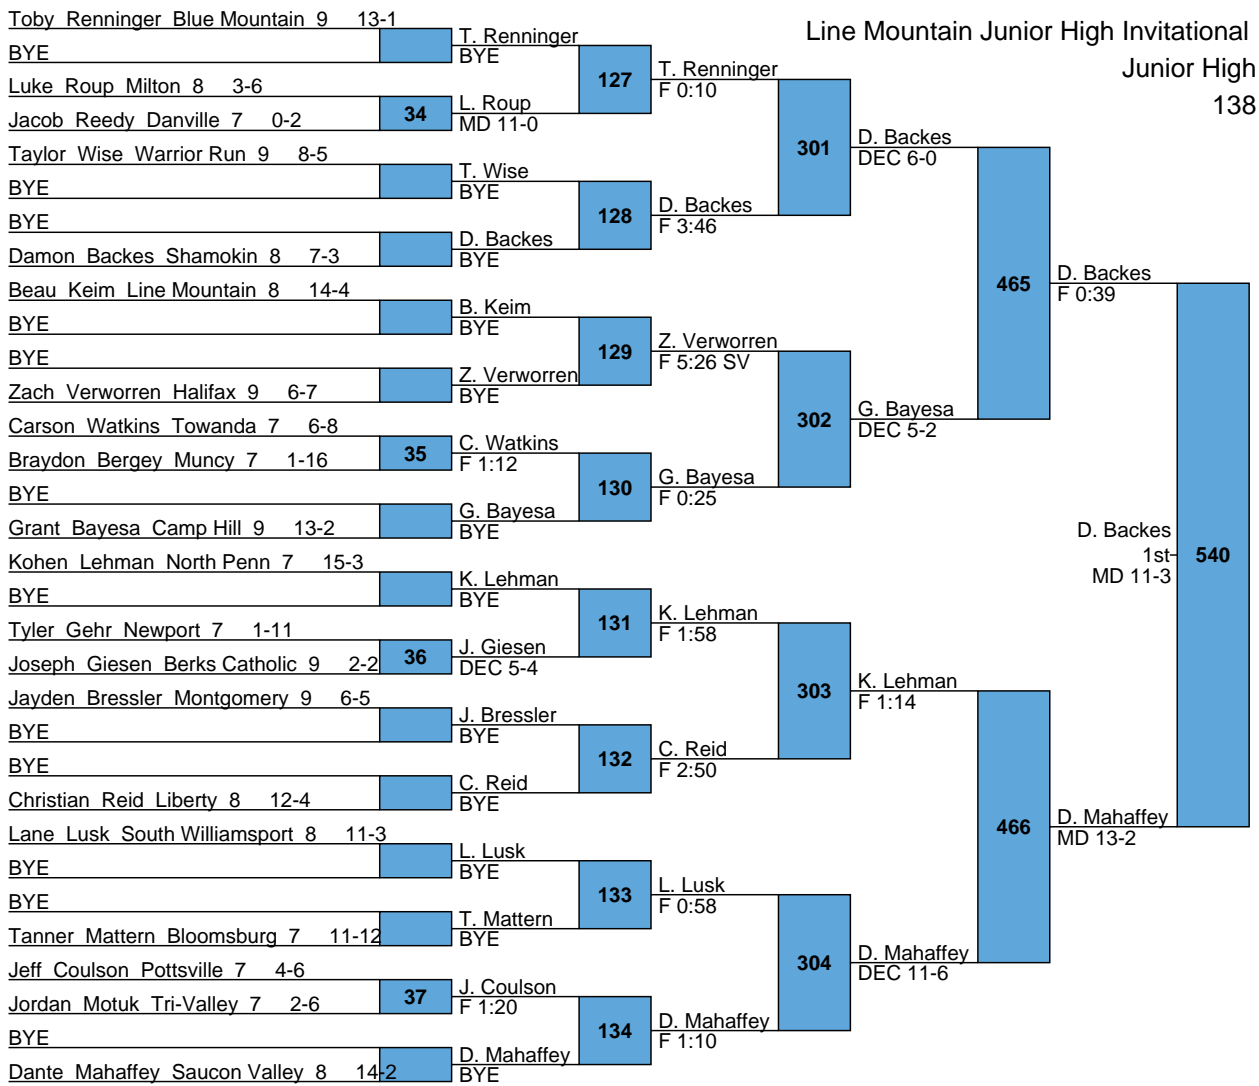 Line Mountain Junior High Invitational
Junior High
138
Toby Renninger Blue Mountain 9 13-1
BYE
Luke Roup Milton 8 3-6
Jacob Reedy Danville 7 0-2
Taylor Wise Warrior Run 9 8-5
BYE
BYE
Damon Backes Shamokin 8 7-3
Beau Keim Line Mountain 8 14-4
BYE
BYE
Zach Verworren Halifax 9 6-7
Carson Watkins Towanda 7 6-8
Braydon Bergey Muncy 7 1-16
BYE
Grant Bayesa Camp Hill 9 13-2
Kohen Lehman North Penn 7 15-3
BYE
Tyler Gehr Newport 7 1-11
Joseph Giesen Berks Catholic 9 2-2
Jayden Bressler Montgomery 9 6-5
BYE
BYE
Christian Reid Liberty 8 12-4
Lane Lusk South Williamsport 8 11-3
BYE
BYE
Tanner Mattern Bloomsburg 7 11-12
Jeff Coulson Pottsville 7 4-6
Jordan Motuk Tri-Valley 7 2-6
BYE
Dante Mahaffey Saucon Valley 8 14-2
34
35
36
37
T. Renninger
BYE
L. Roup
MD 11-0
T. Wise
BYE
D. Backes
BYE
B. Keim
BYE
Z. Verworren
BYE
C. Watkins
F 1:12
G. Bayesa
BYE
K. Lehman
BYE
J. Giesen
DEC 5-4
J. Bressler
BYE
C. Reid
BYE
L. Lusk
BYE
T. Mattern
BYE
J. Coulson
F 1:20
D. Mahaffey
BYE
127
128
129
130
131
132
133
134
T. Renninger
F 0:10
D. Backes
F 3:46
Z. Verworren
F 5:26 SV
G. Bayesa
F 0:25
K. Lehman
F 1:58
C. Reid
F 2:50
L. Lusk
F 0:58
D. Mahaffey
F 1:10
301
302
303
304
D. Backes
DEC 6-0
G. Bayesa
DEC 5-2
K. Lehman
F 1:14
D. Mahaffey
DEC 11-6
465
466
D. Backes
F 0:39
D. Mahaffey
MD 13-2
540
D. Backes
1st
MD 11-3